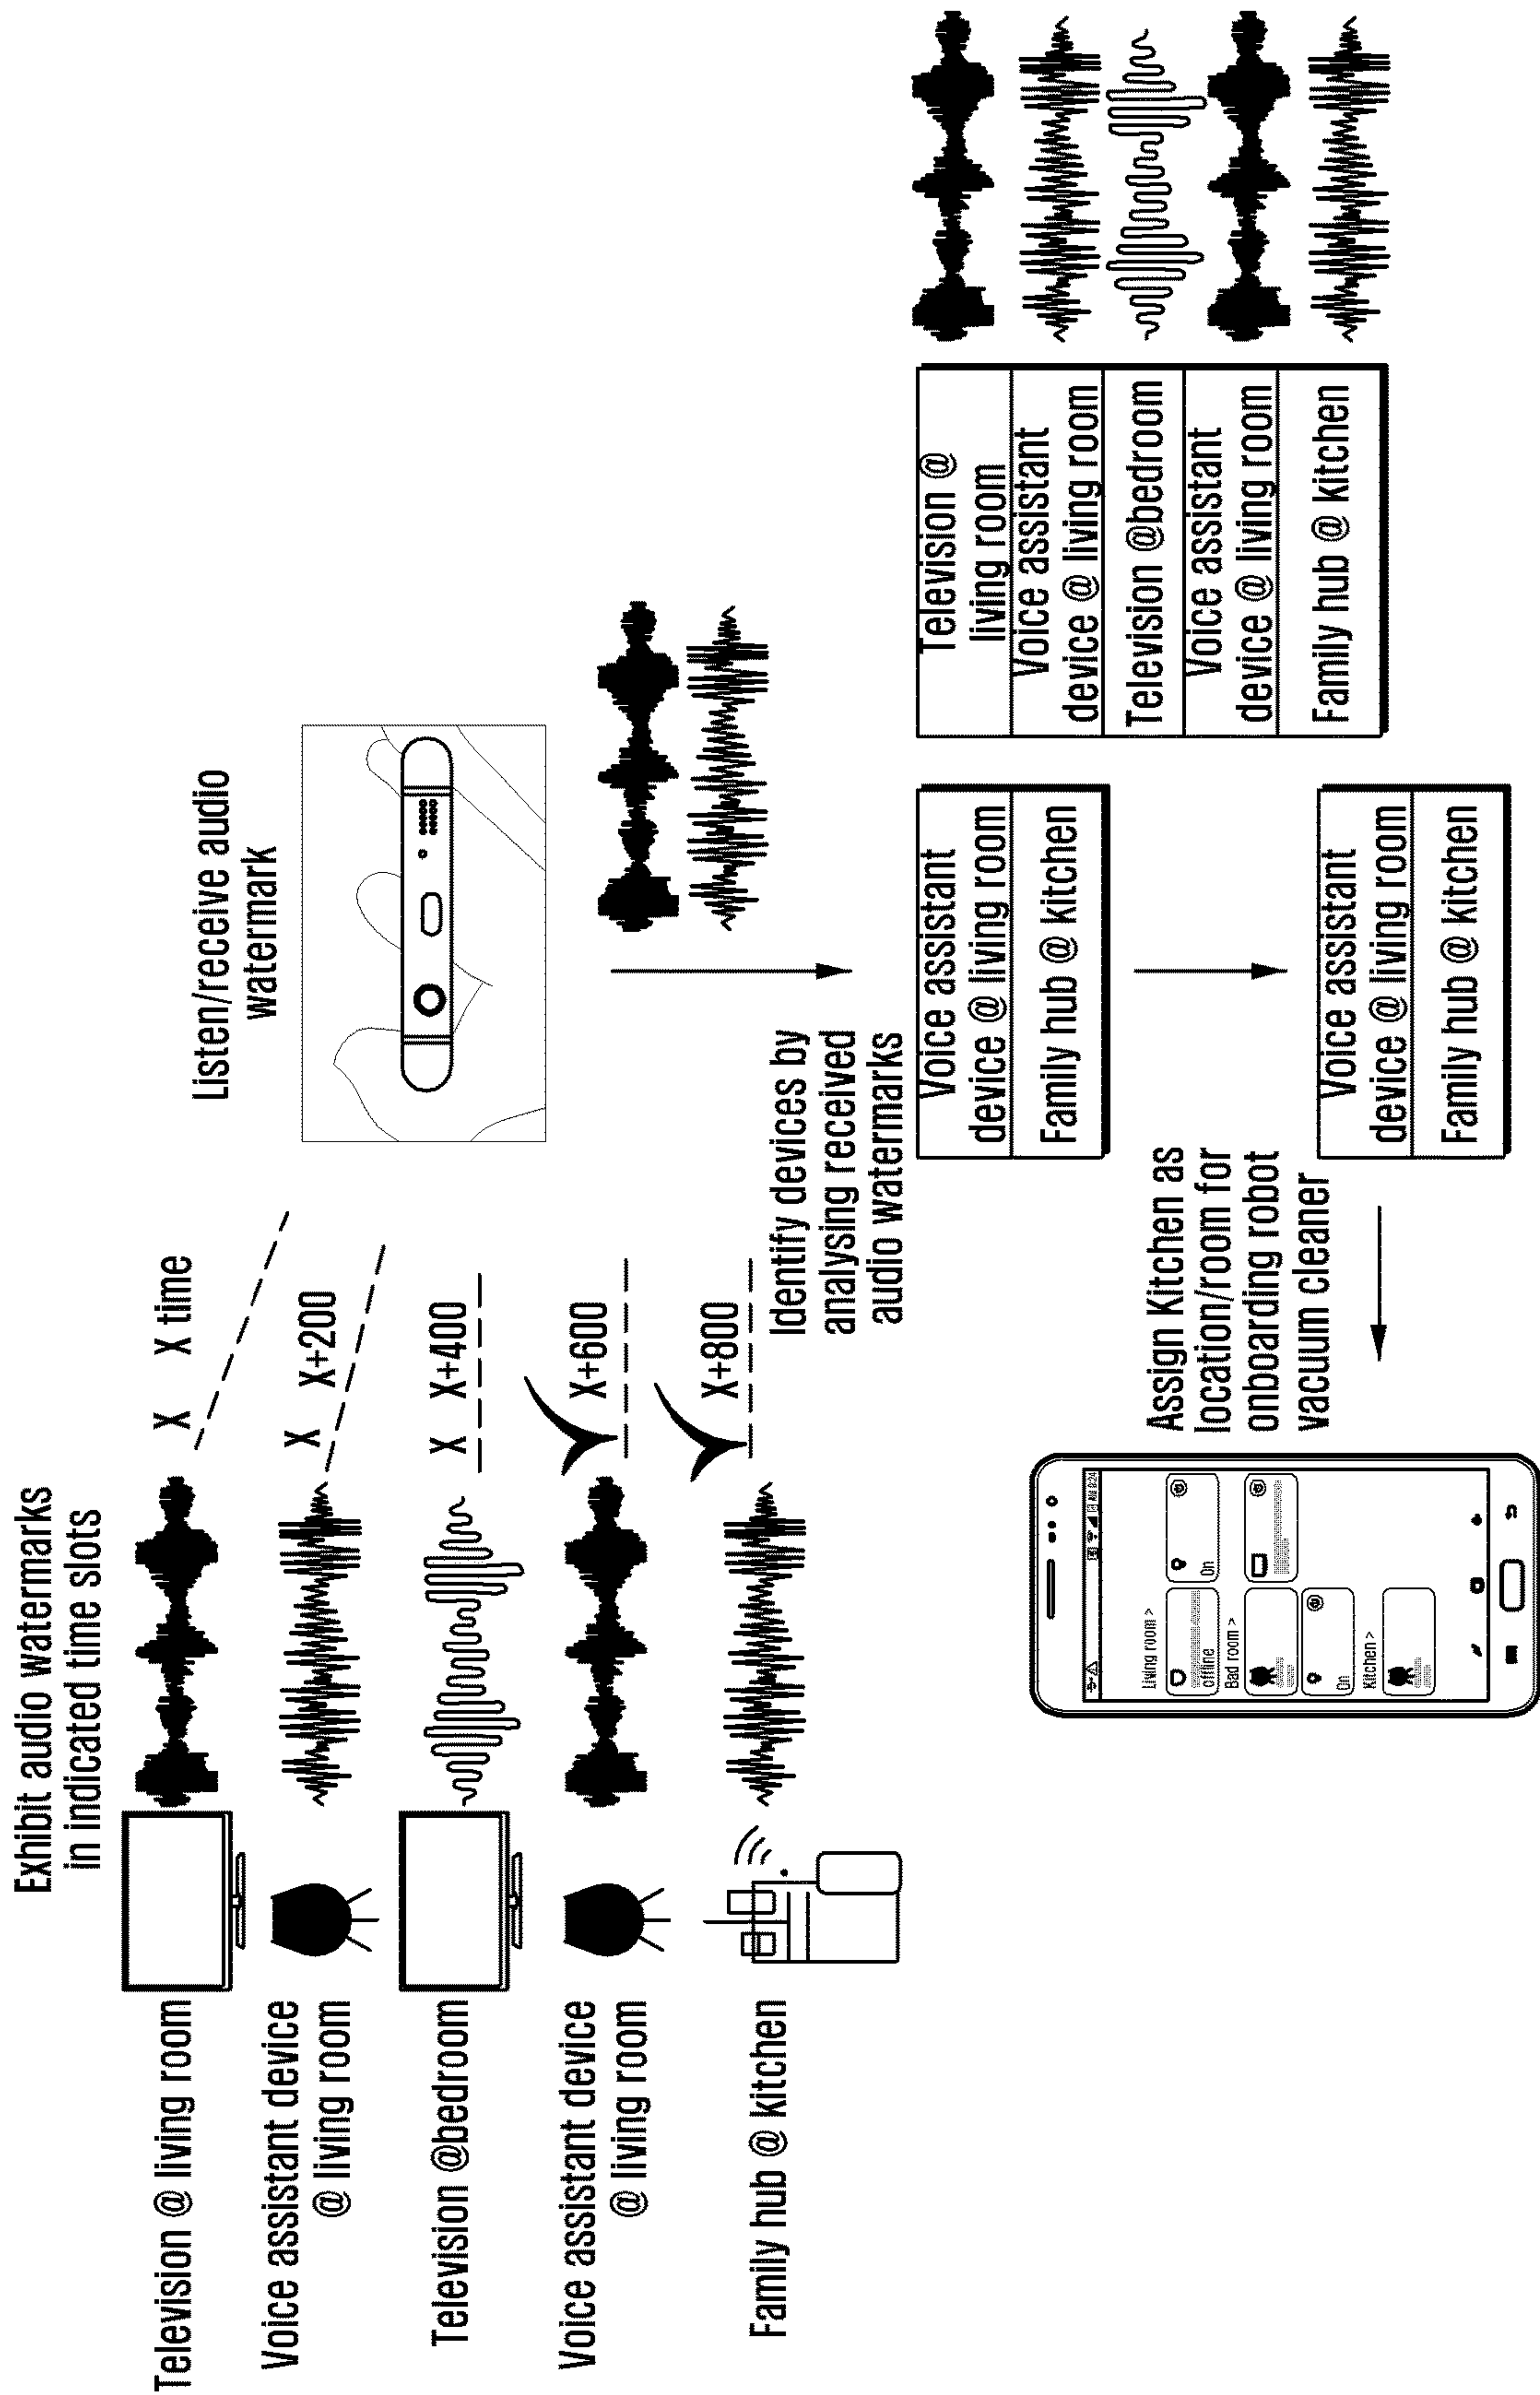 Exhibit audio watermarks
in indicated time slots
Television @ living room
X X time
Voice assistant device
@ living room
X X+200
Television @bedroom
X X+400
Voice assistant device
@ living room
X+600
Family hub @ kitchen
X+800
Listen/receive audio
watermark
Identify devices by
analysing received
audio watermarks
Voice assistant
device @ living room
Family hub @ kitchen
Television @
living room
Voice assistant
device @ living room
Television @bedroom
Voice assistant
device @ living room
Family hub @ kitchen
Voice assistant
device @ living room
Family hub @ kitchen
Assign Kitchen as
location/room for
onboarding robot
vacuum cleaner
AM 9:24
Living room >
offline
On
Bad room >
On
Kitchen >